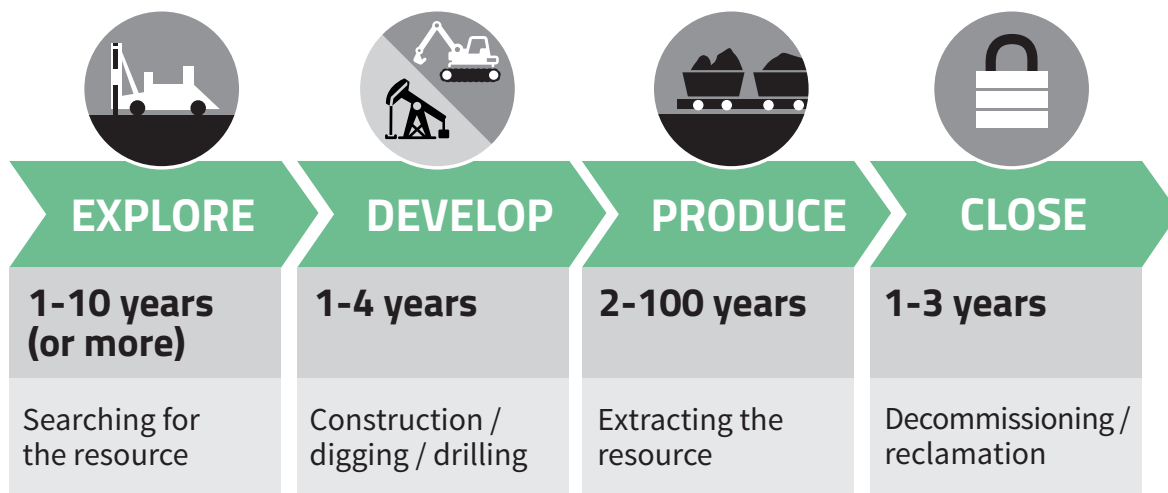 EXPLORE
1-10 years
(or more)
Searching for
the resource
DEVELOP
1-4 years
Construction /
digging / drilling
PRODUCE
2-100 years
Extracting the
resource
CLOSE
1-3 years
Decommissioning /
reclamation